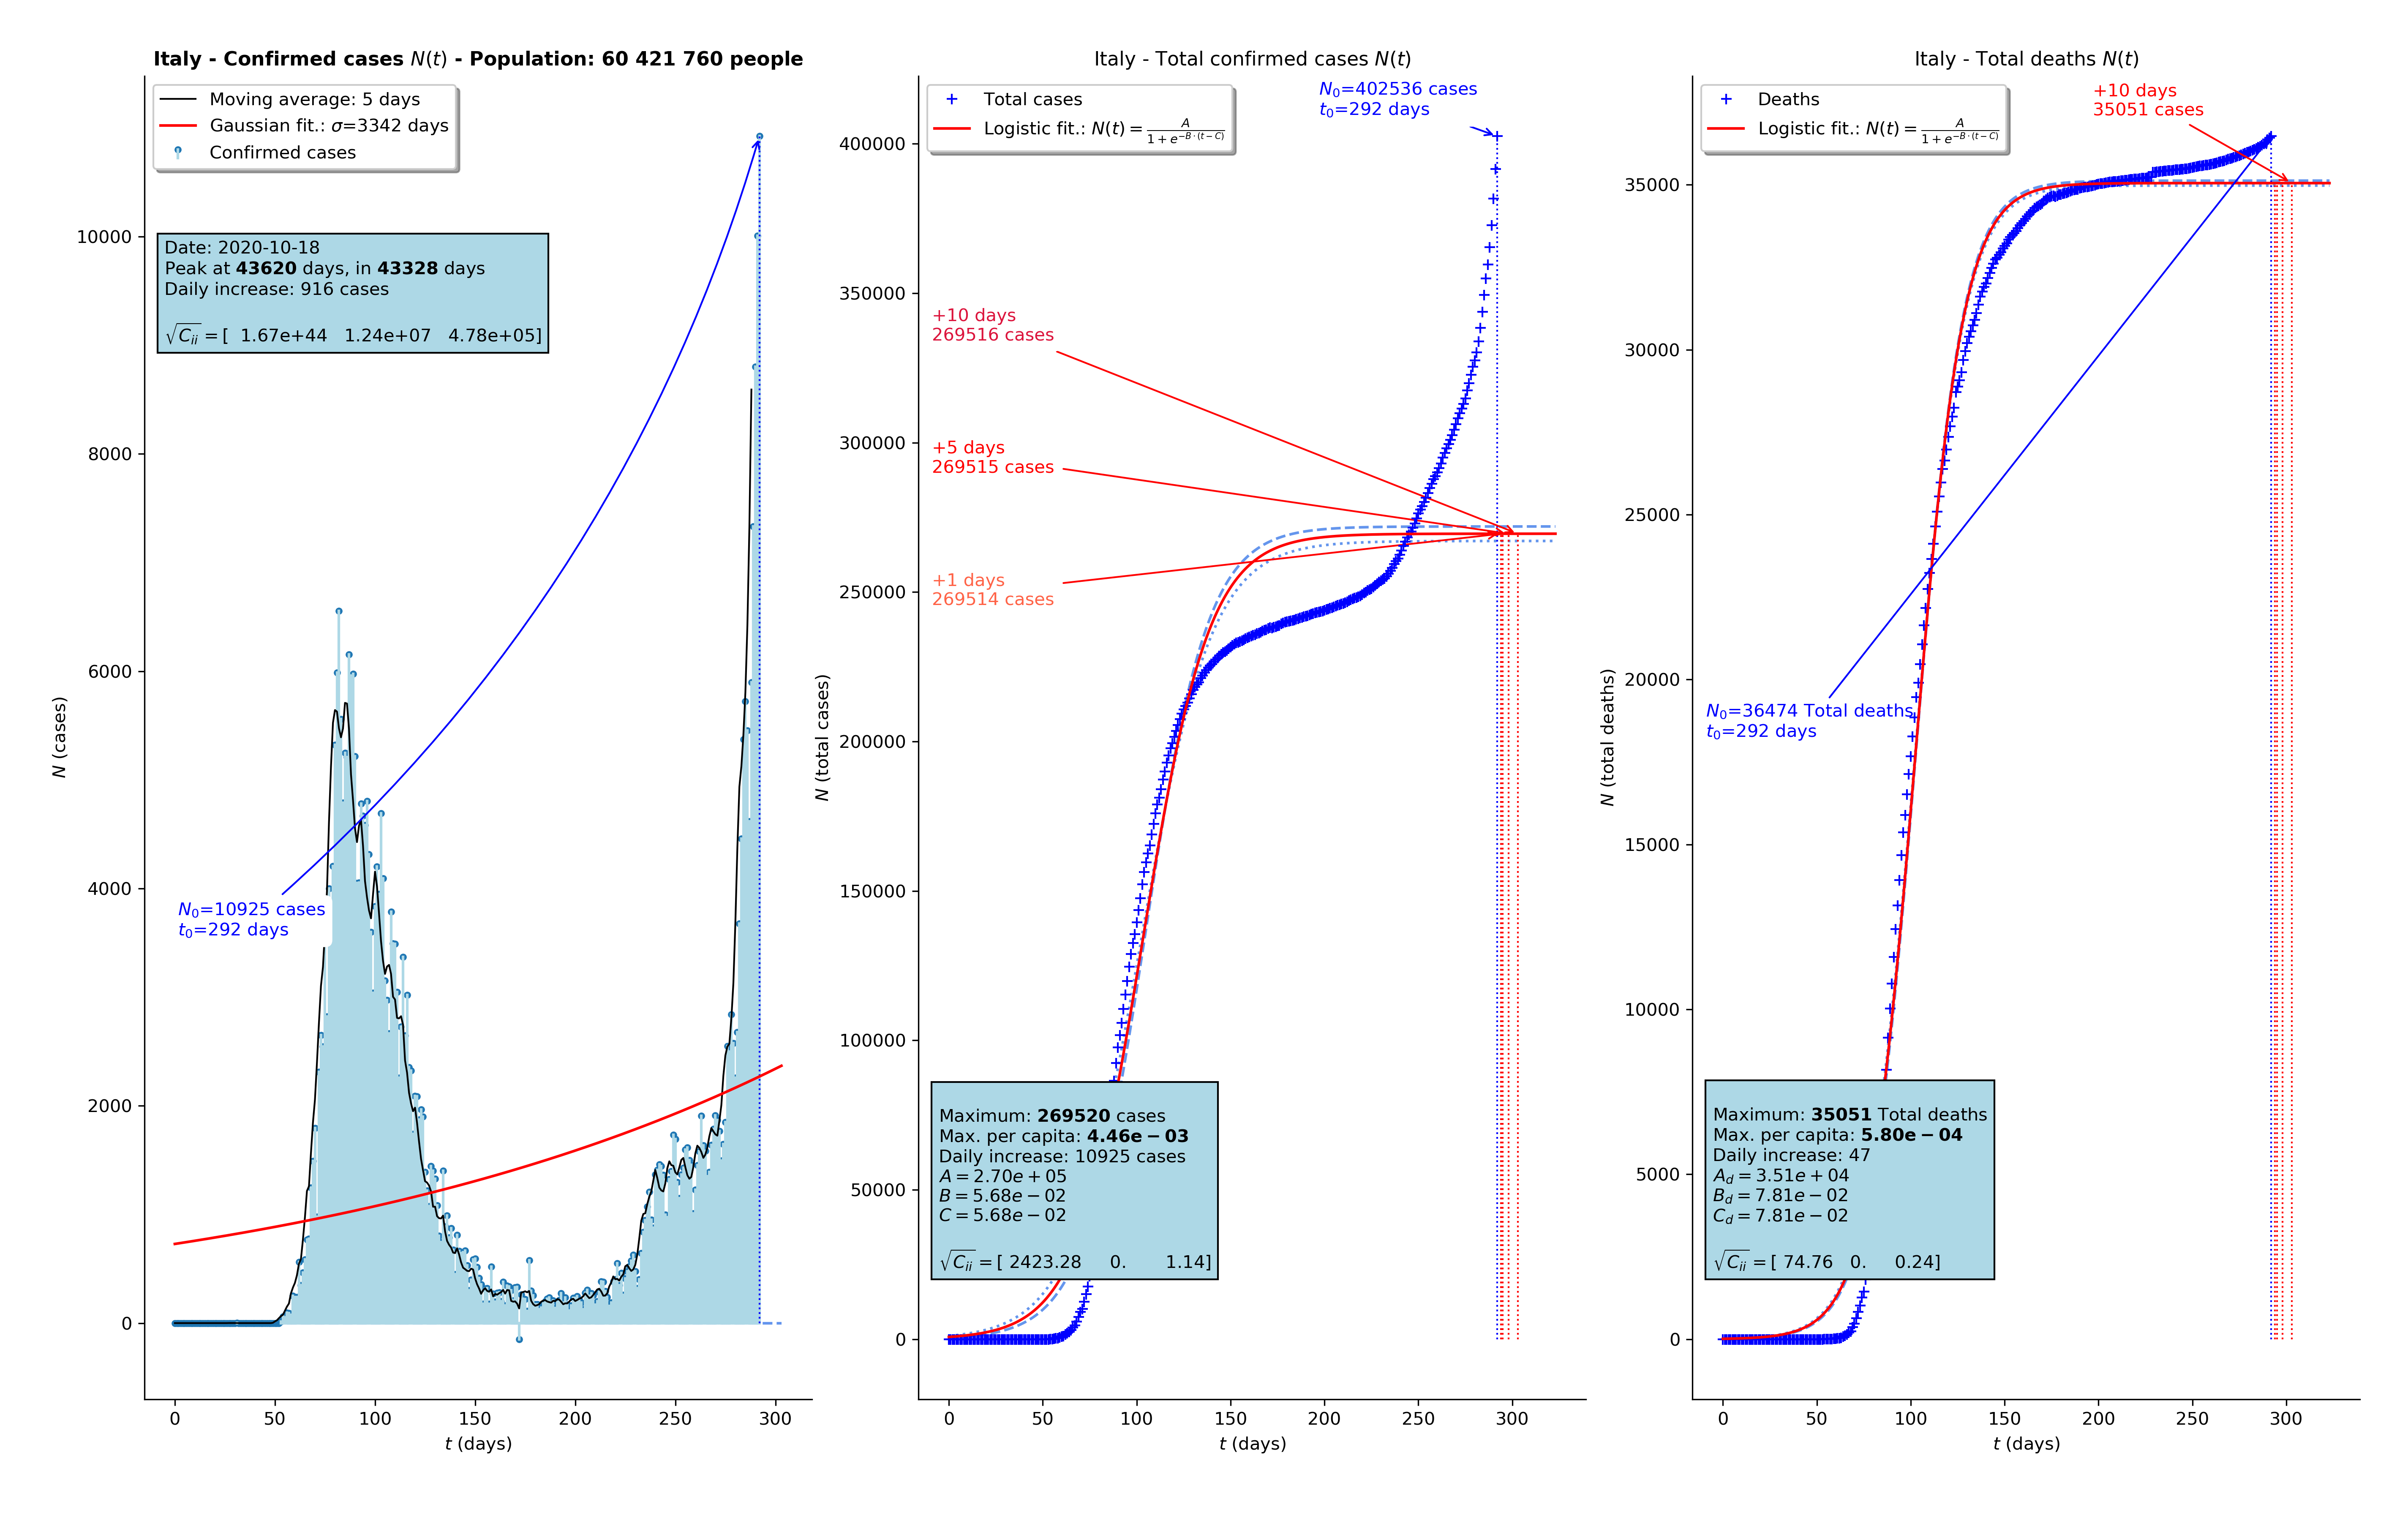 Italy - Confirmed cases N(t) - Population: 60 421 760 people
Moving average: 5 days
Gaussian fit.: σ=3342 days
Confirmed cases
Date: 2020-10-18
Peak at 43620 days, in 43328 days
Daily increase: 916 cases
√C_ii = [ 1.67e+44 1.24e+07 4.78e+05]
N₀=10925 cases
t₀=292 days
10000
8000
6000
4000
2000
0
N (cases)
0 50 100 150 200 250 300
t (days)
Italy - Total confirmed cases N(t)
Total cases
Logistic fit.: N(t) = A / (1 + e^{−B·(t−C)})
N₀=402536 cases
t₀=292 days
+10 days
269516 cases
+5 days
269515 cases
+1 days
269514 cases
Maximum: 269520 cases
Max. per capita: 4.46e − 03
Daily increase: 10925 cases
A = 2.70e + 05
B = 5.68e − 02
C = 5.68e − 02
√C_ii = [ 2423.28 0. 1.14]
400000
350000
300000
250000
200000
150000
100000
50000
0
N (total cases)
0 50 100 150 200 250 300
t (days)
Italy - Total deaths N(t)
Deaths
Logistic fit.: N(t) = A / (1 + e^{−B·(t−C)})
+10 days
35051 cases
N₀=36474 Total deaths
t₀=292 days
Maximum: 35051 Total deaths
Max. per capita: 5.80e − 04
Daily increase: 47
A_d = 3.51e + 04
B_d = 7.81e − 02
C_d = 7.81e − 02
√C_ii = [ 74.76 0. 0.24]
35000
30000
25000
20000
15000
10000
5000
0
N (total deaths)
0 50 100 150 200 250 300
t (days)